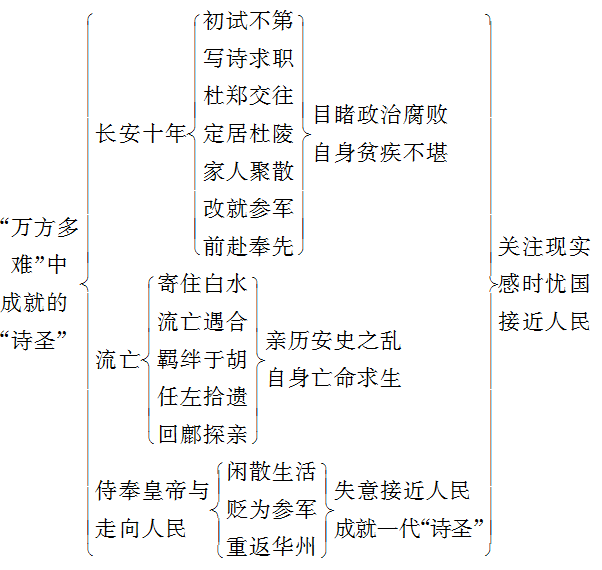 “万方多
难”中
成就的
“诗圣”
长安十年
初试不第
写诗求职
杜郑交往
定居杜陵
家人聚散
改就参军
前赴奉先
目睹政治腐败
自身贫疾不堪
流亡
寄住白水
流亡遇合
羁绊于胡
任左拾遗
回鄜探亲
亲历安史之乱
自身亡命求生
侍奉皇帝与
走向人民
闲散生活
贬为参军
重返华州
失意接近人民
成就一代“诗圣”
关注现实
感时忧国
接近人民